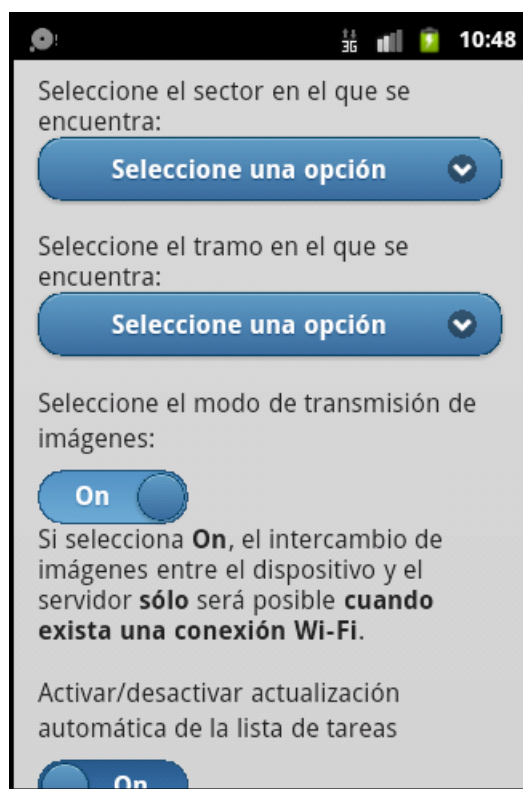 3G 10:48
Seleccione el sector en el que se
encuentra:
Seleccione una opción
Seleccione el tramo en el que se
encuentra:
Seleccione una opción
Seleccione el modo de transmisión de
imágenes:
On
Si selecciona On, el intercambio de
imágenes entre el dispositivo y el
servidor sólo será posible cuando
exista una conexión Wi-Fi.
Activar/desactivar actualización
automática de la lista de tareas
On